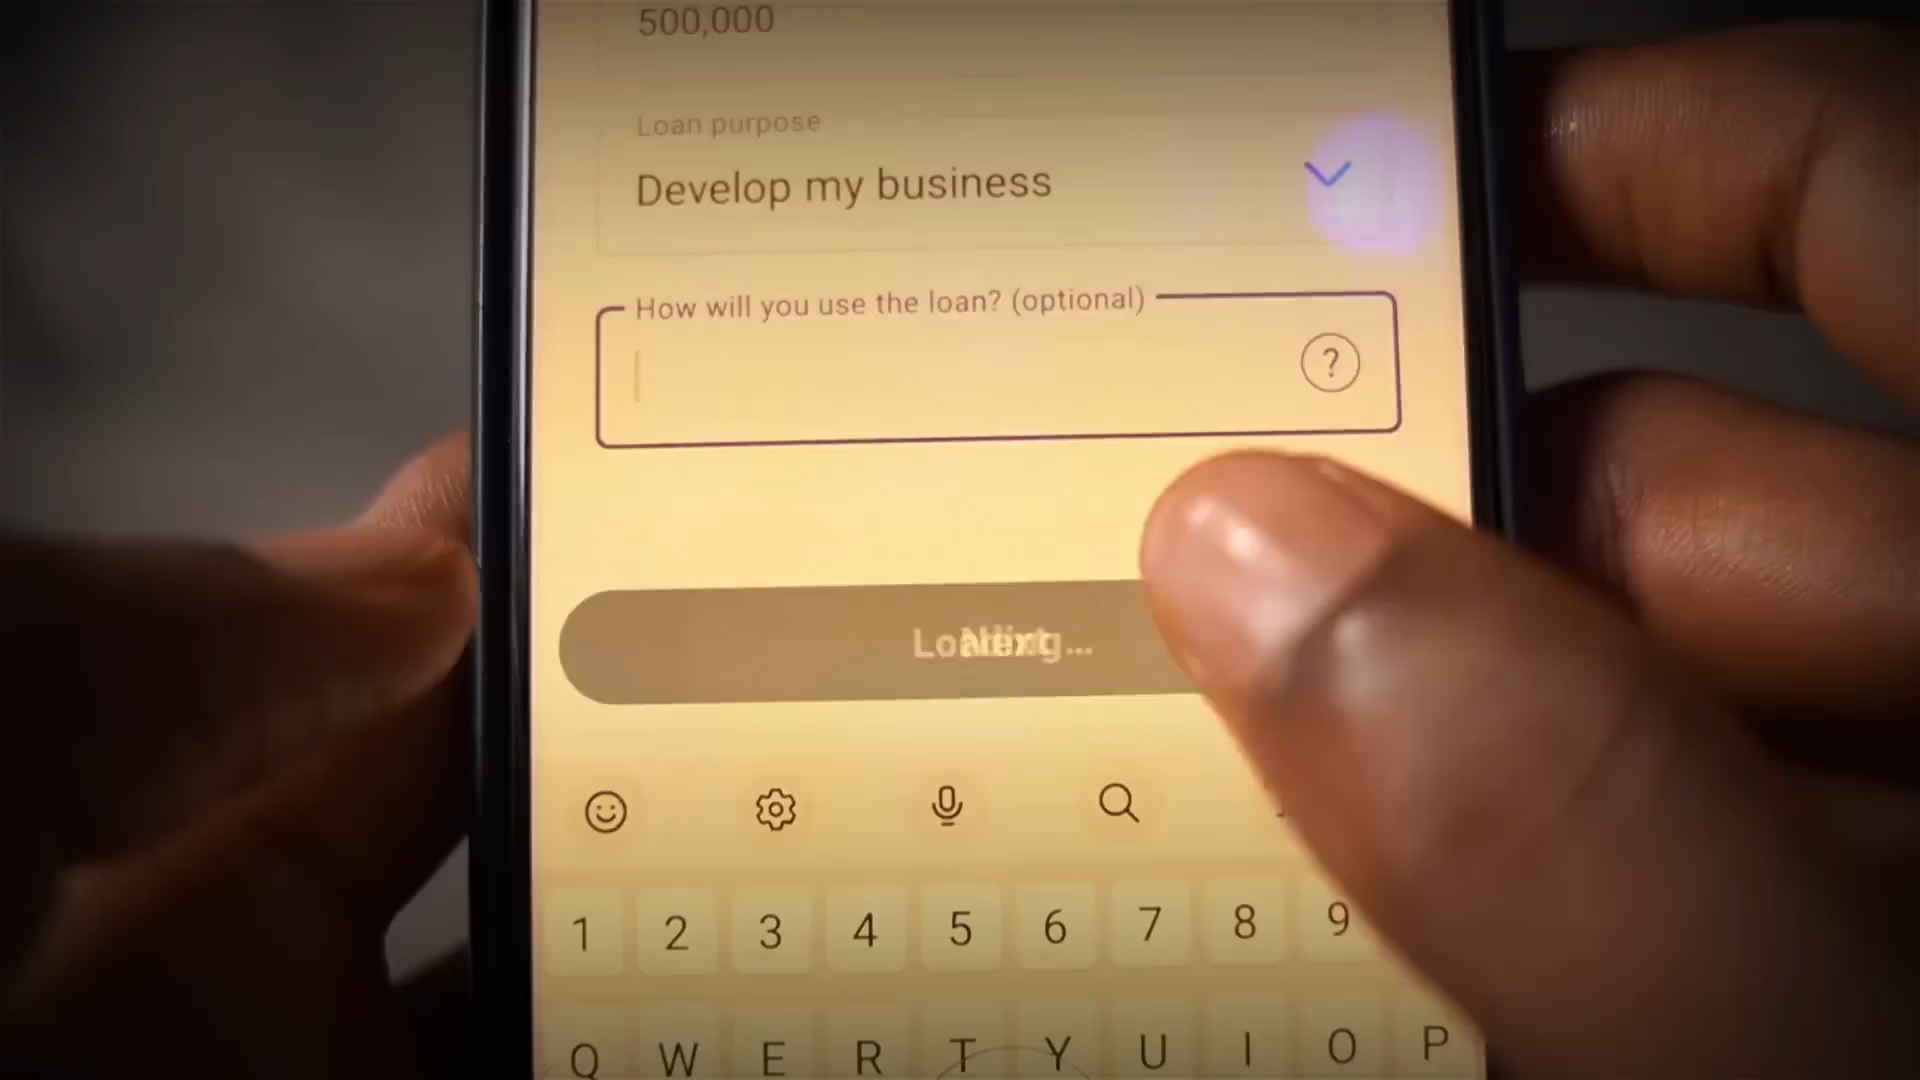 500,000
Loan purpose
Develop my business
How will you use the loan? (optional)
?
Loading...
Next
1 2 3 4 5 6 7 8 9
Q W E R T Y U I O P